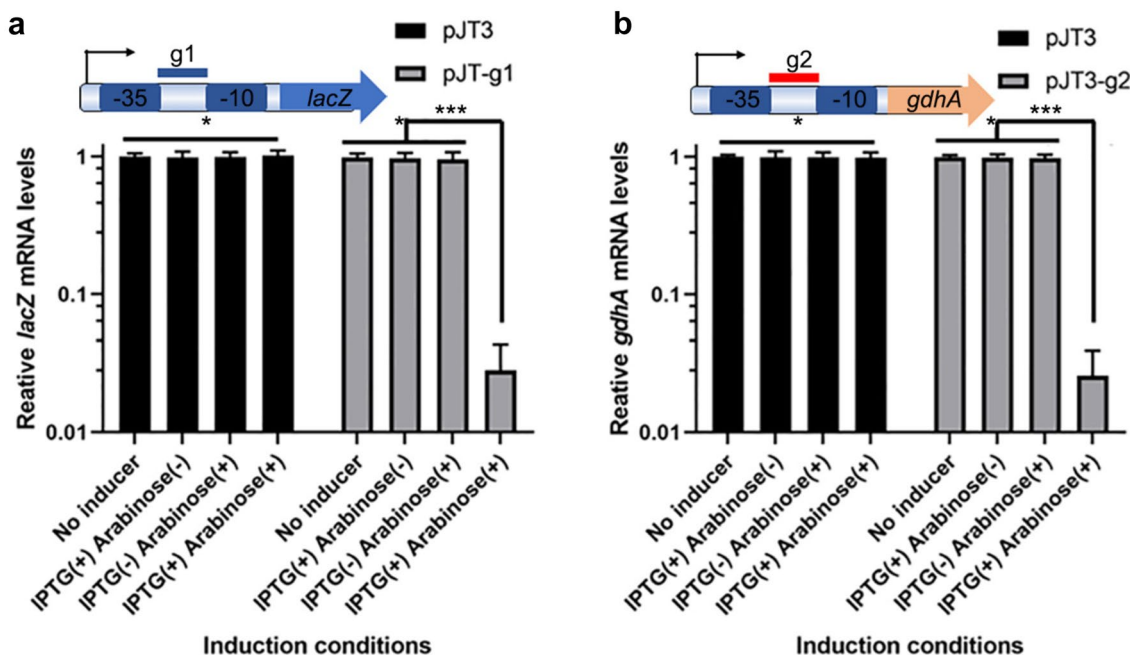 a
g1
-35
-10
lacZ
pJT3
pJT-g1
*
*
***
Reative lacZ mRNA levels
1
0.1
0.01
No inducer
IPTG(+) Arabinose(-)
IPTG(-) Arabinose(+)
IPTG(+) Arabinose(+)
No inducer
IPTG(+) Arabinose(-)
IPTG(-) Arabinose(+)
IPTG(+) Arabinose(+)
Induction conditions
b
g2
-35
-10
gdhA
pJT3
pJT3-g2
*
*
***
Reative gdhA mRNA levels
1
0.1
0.01
No inducer
IPTG(+) Arabinose(-)
IPTG(-) Arabinose(+)
IPTG(+) Arabinose(+)
No inducer
IPTG(+) Arabinose(-)
IPTG(-) Arabinose(+)
IPTG(+) Arabinose(+)
Induction conditions